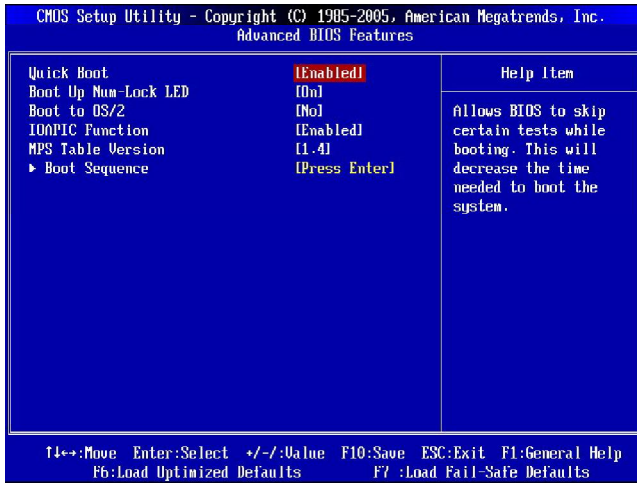 CMOS Setup Utility - Copyright (C) 1985-2005, American Megatrends, Inc.
Advanced BIOS Features
Quick Boot [Enabled]
Boot Up Num-Lock LED [On]
Boot to OS/2 [No]
IOAPIC Function [Enabled]
MPS Table Version [1.4]
▶ Boot Sequence [Press Enter]
Help Item
Allows BIOS to skip
certain tests while
booting. This will
decrease the time
needed to boot the
system.
↑↓←→:Move Enter:Select +/-/:Value F10:Save ESC:Exit F1:General Help
F6:Load Optimized Defaults F7 :Load Fail-Safe Defaults